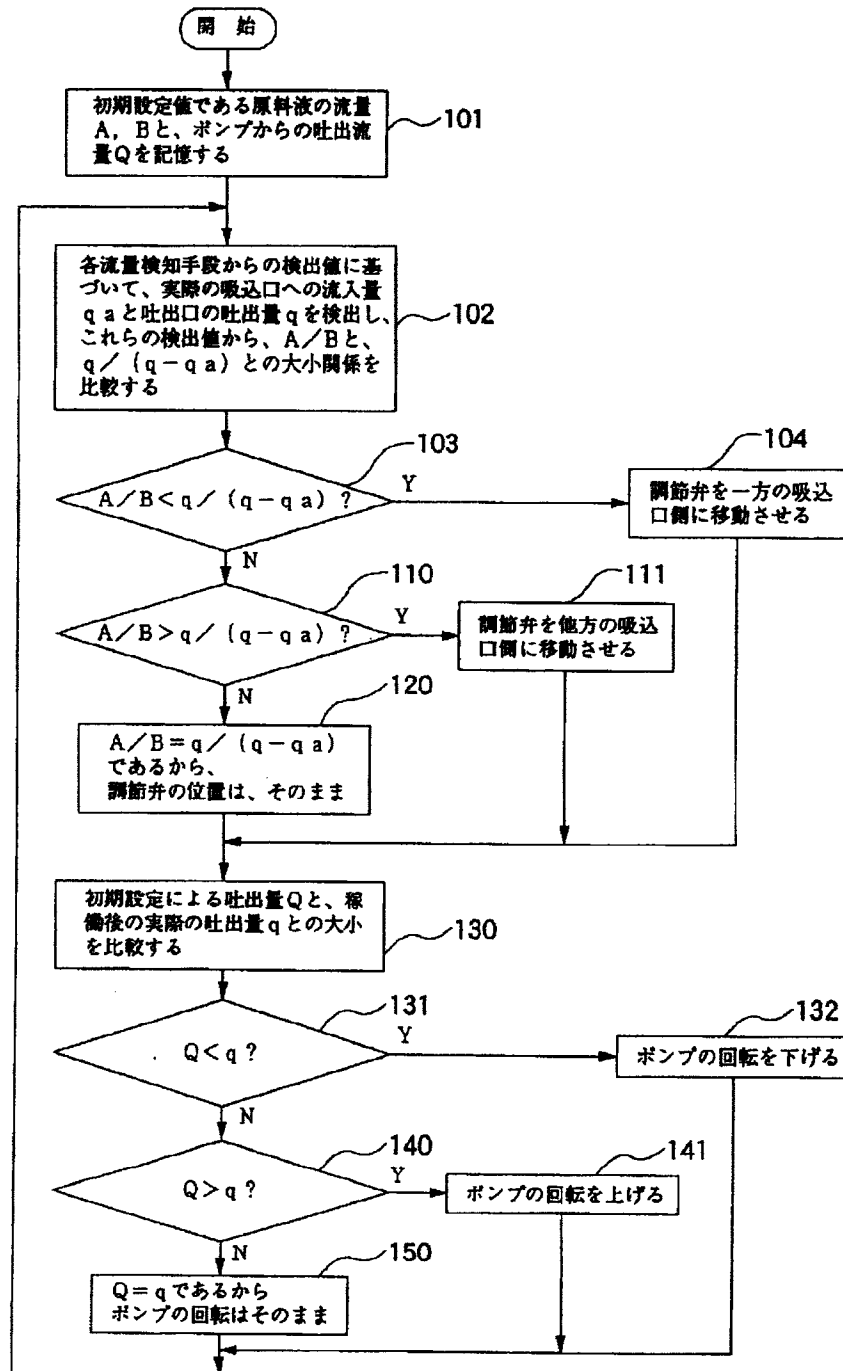 開 始
初期設定値である原料液の流量
A，Bと、ポンプからの吐出流
量Qを記憶する
101
各流量検知手段からの検出値に基
づいて、実際の吸込口への流入量
qaと吐出口の吐出量qを検出し、
これらの検出値から、A／Bと、
q／（q－qa）との大小関係を
比較する
102
103
A／B＜q／（q－qa）？
Y
N
104
調節弁を一方の吸込
口側に移動させる
110
A／B＞q／（q－qa）？
Y
N
111
調節弁を他方の吸込
口側に移動させる
120
A／B＝q／（q－qa）
であるから、
調節弁の位置は、そのまま
初期設定による吐出量Qと、稼
働後の実際の吐出量qとの大小
を比較する
130
131
Q＜q？
Y
N
132
ポンプの回転を下げる
140
Q＞q？
Y
N
141
ポンプの回転を上げる
150
Q＝qであるから
ポンプの回転はそのまま